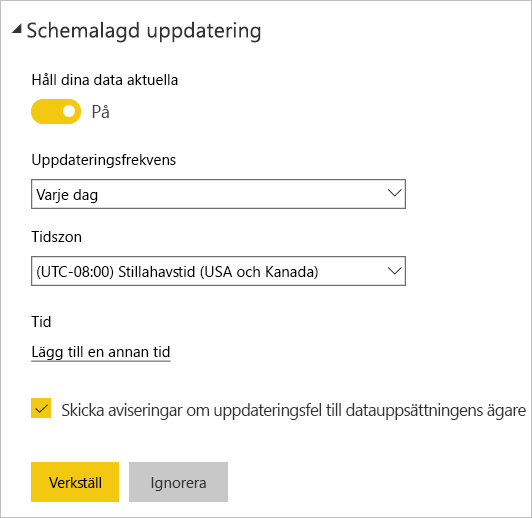 Schemalagd uppdatering
Håll dina data aktuella
På
Uppdateringsfrekvens
Varje dag
Tidszon
(UTC-08:00) Stillahavstid (USA och Kanada)
Tid
Lägg till en annan tid
Skicka aviseringar om uppdateringsfel till datauppsättningens ägare
Verkställ
Ignorera